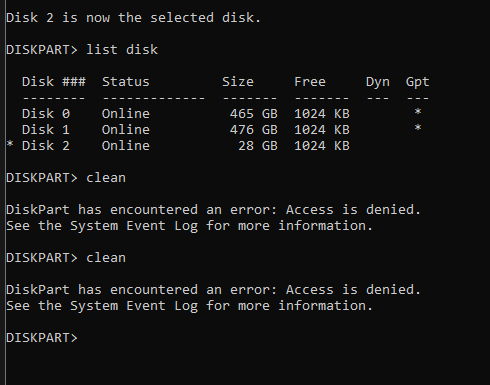 Disk 2 is now the selected disk.
DISKPART> list disk
Disk ###  Status         Size     Free     Dyn  Gpt
--------  -------------  -------  -------  ---  ---
Disk 0    Online          465 GB  1024 KB        *
Disk 1    Online          476 GB  1024 KB        *
* Disk 2    Online           28 GB  1024 KB
DISKPART> clean
DiskPart has encountered an error: Access is denied.
See the System Event Log for more information.
DISKPART> clean
DiskPart has encountered an error: Access is denied.
See the System Event Log for more information.
DISKPART>